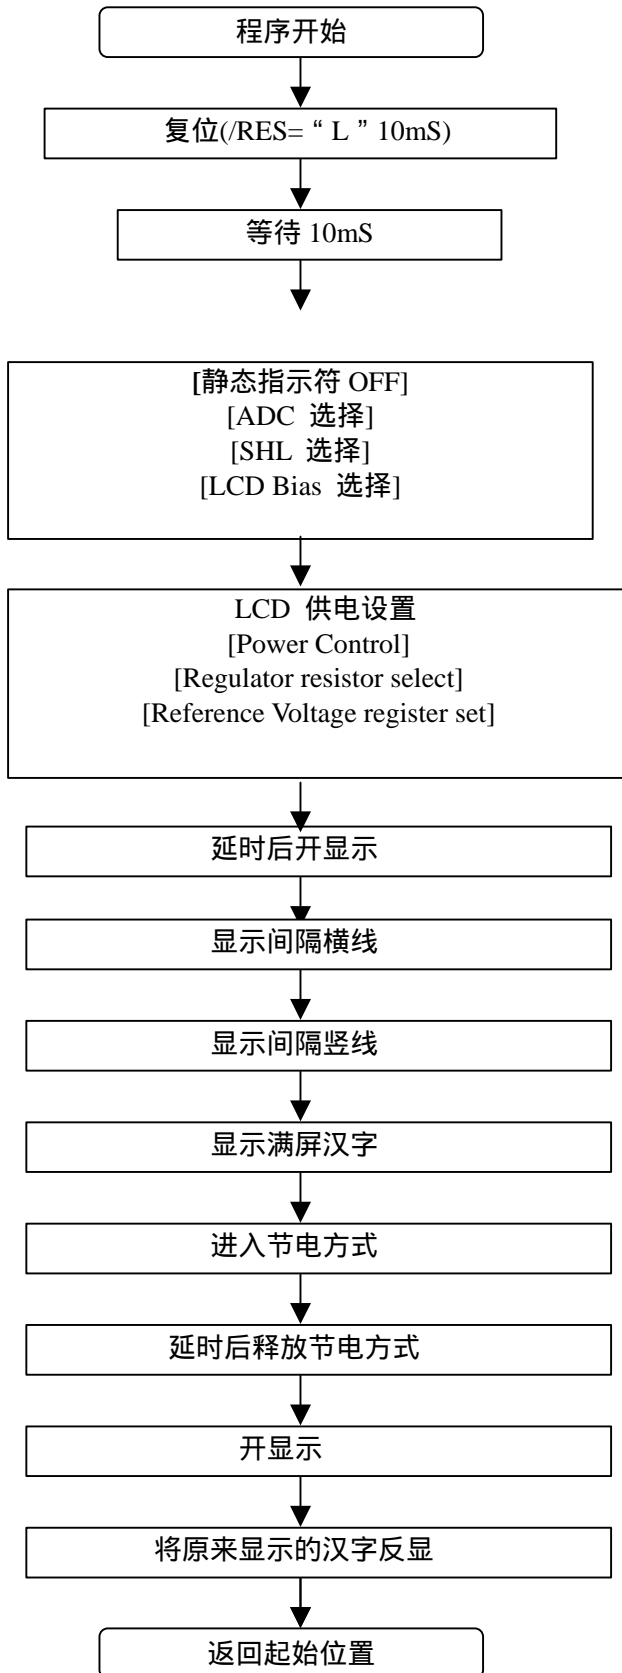 程序开始
复位(/RES= “ L ” 10mS)
等待 10mS
[静态指示符 OFF]
[ADC 选择]
[SHL 选择]
[LCD Bias 选择]
LCD 供电设置
[Power Control]
[Regulator resistor select]
[Reference Voltage register set]
延时后开显示
显示间隔横线
显示间隔竖线
显示满屏汉字
进入节电方式
延时后释放节电方式
开显示
将原来显示的汉字反显
返回起始位置